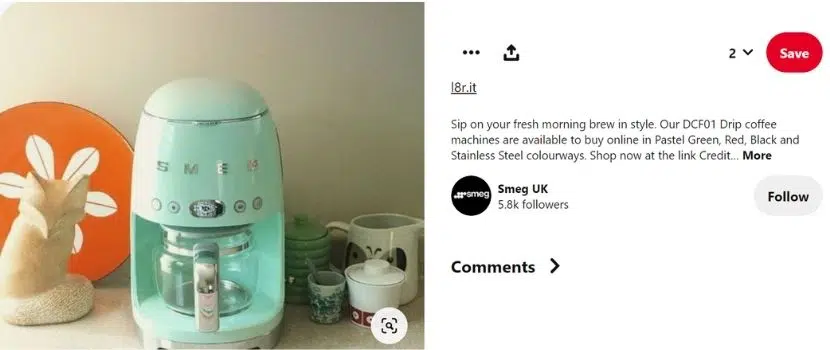 SMEG
2
Save
l8r.it
Sip on your fresh morning brew in style. Our DCF01 Drip coffee
machines are available to buy online in Pastel Green, Red, Black and
Stainless Steel colourways. Shop now at the link Credit... More
smeg
Smeg UK
5.8k followers
Follow
Comments